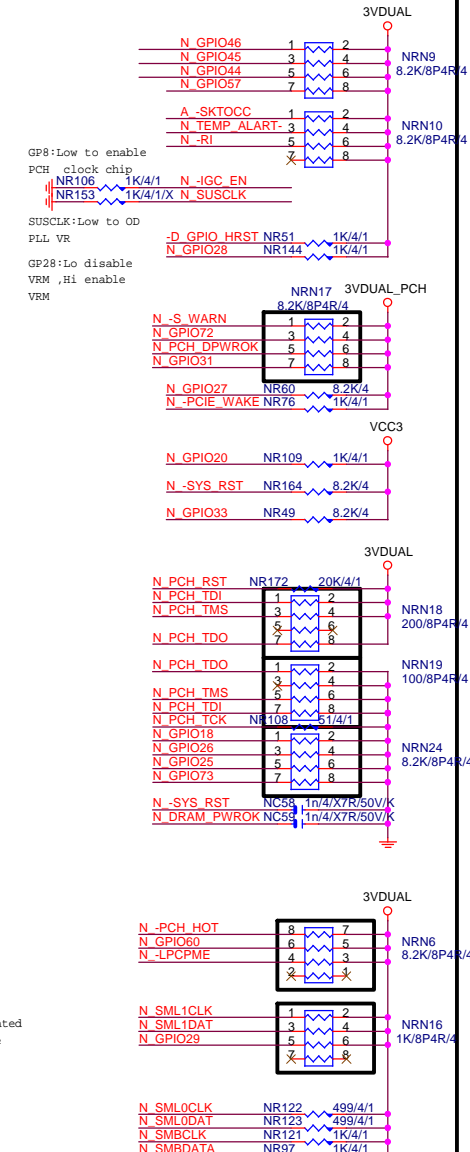 3VDUAL
N_GPIO46 1 2
N_GPIO45 3 4 NRN9
N_GPIO44 5 6 8.2K/8P4R/4
N_GPIO57 7 8
A_-SKTOCC 1 2
N_TEMP_ALART- 3 4 NRN10
N_-RI 5 6 8.2K/8P4R/4
7 8
GP8:Low to enable
PCH clock chip
NR106 1K/4/1 N_-IGC_EN
NR153 1K/4/1/X N_SUSCLK
SUSCLK:Low to OD
PLL VR
-D_GPIO_HRST NR51 1K/4/1
N_GPIO28 NR144 1K/4/1
GP28:Lo disable
VRM ,Hi enable
VRM
NRN17 3VDUAL_PCH
8.2K/8P4R/4
N_-S_WARN 1 2
N_GPIO72 3 4
N_PCH_DPWROK 5 6
N_GPIO31 7 8
N_GPIO27 NR60 8.2K/4
N_-PCIE_WAKE NR76 1K/4/1
VCC3
N_GPIO20 NR109 1K/4/1
N_-SYS_RST NR164 8.2K/4
N_GPIO33 NR49 8.2K/4
3VDUAL
N_PCH_RST NR172 20K/4/1
N_PCH_TDI 1 2
N_PCH_TMS 3 4 NRN18
5 6 200/8P4R/4
N_PCH_TDO 7 8
N_PCH_TDO 1 2 NRN19
3 4 100/8P4R/4
N_PCH_TMS 5 6
N_PCH_TDI 7 8
N_PCH_TCK NR108 51/4/1
N_GPIO18 1 2
N_GPIO26 3 4 NRN24
N_GPIO25 5 6 8.2K/8P4R/4
N_GPIO73 7 8
N_-SYS_RST NC58 1n/4/X7R/50V/K
N_DRAM_PWROK NC59 1n/4/X7R/50V/K
3VDUAL
N_-PCH_HOT 8 7
N_GPIO60 6 5 NRN6
N_-LPCPME 4 3 8.2K/8P4R/4
2 1
N_SML1CLK 1 2
N_SML1DAT 3 4 NRN16
N_GPIO29 5 6 1K/8P4R/4
7 8
N_SML0CLK NR122 499/4/1
N_SML0DAT NR123 499/4/1
N_SMBCLK NR121 1K/4/1
N_SMBDATA NR97 1K/4/1